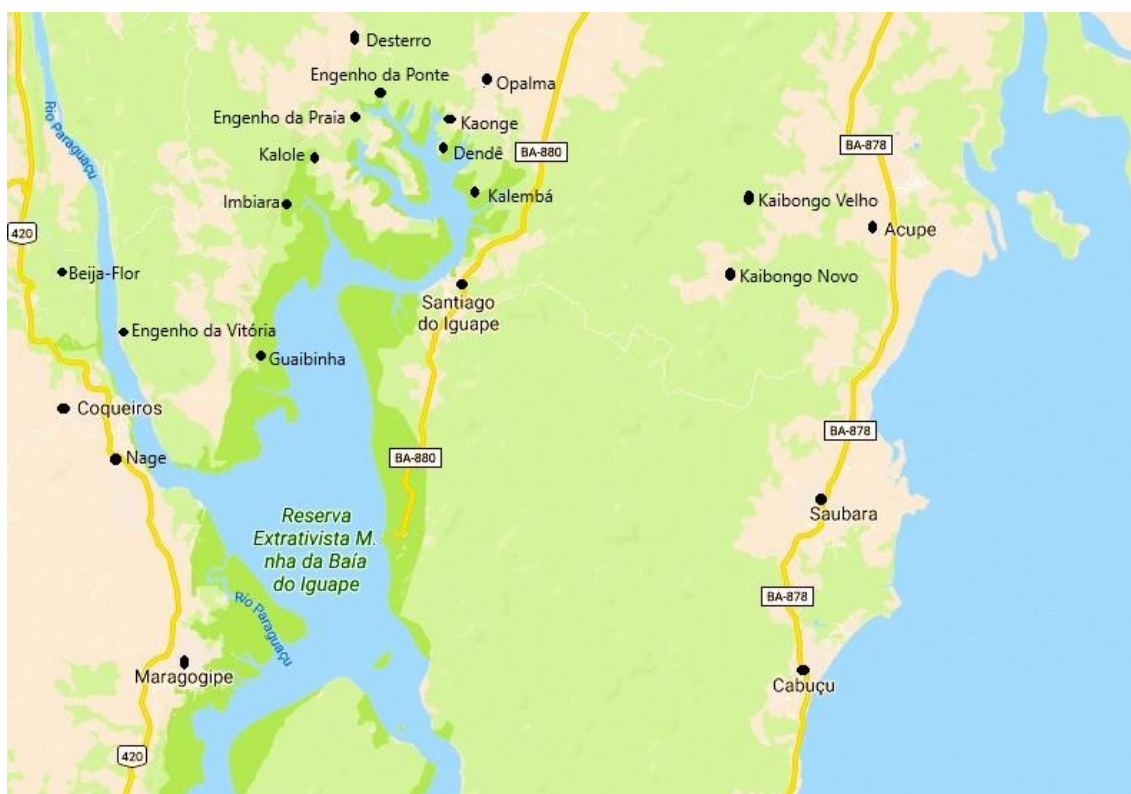 Desterro
Engenho da Ponte
Opalma
Rio Paraguaçu
Engenho da Praia
Kaonge
BA-878
Kalole
Dendê
BA-880
Imbiara
Kalembá
Kaibongo Velho
Acupe
420
Beija-Flor
Kaibongo Novo
Santiago
do Iguape
Engenho da Vitória
Guaibinha
Coqueiros
BA-878
Nage
BA-880
Saubara
Reserva
Extrativista M.
nha da Baía
do Iguape
Rio Paraguaçu
BA-878
Maragogipe
Cabuçu
420